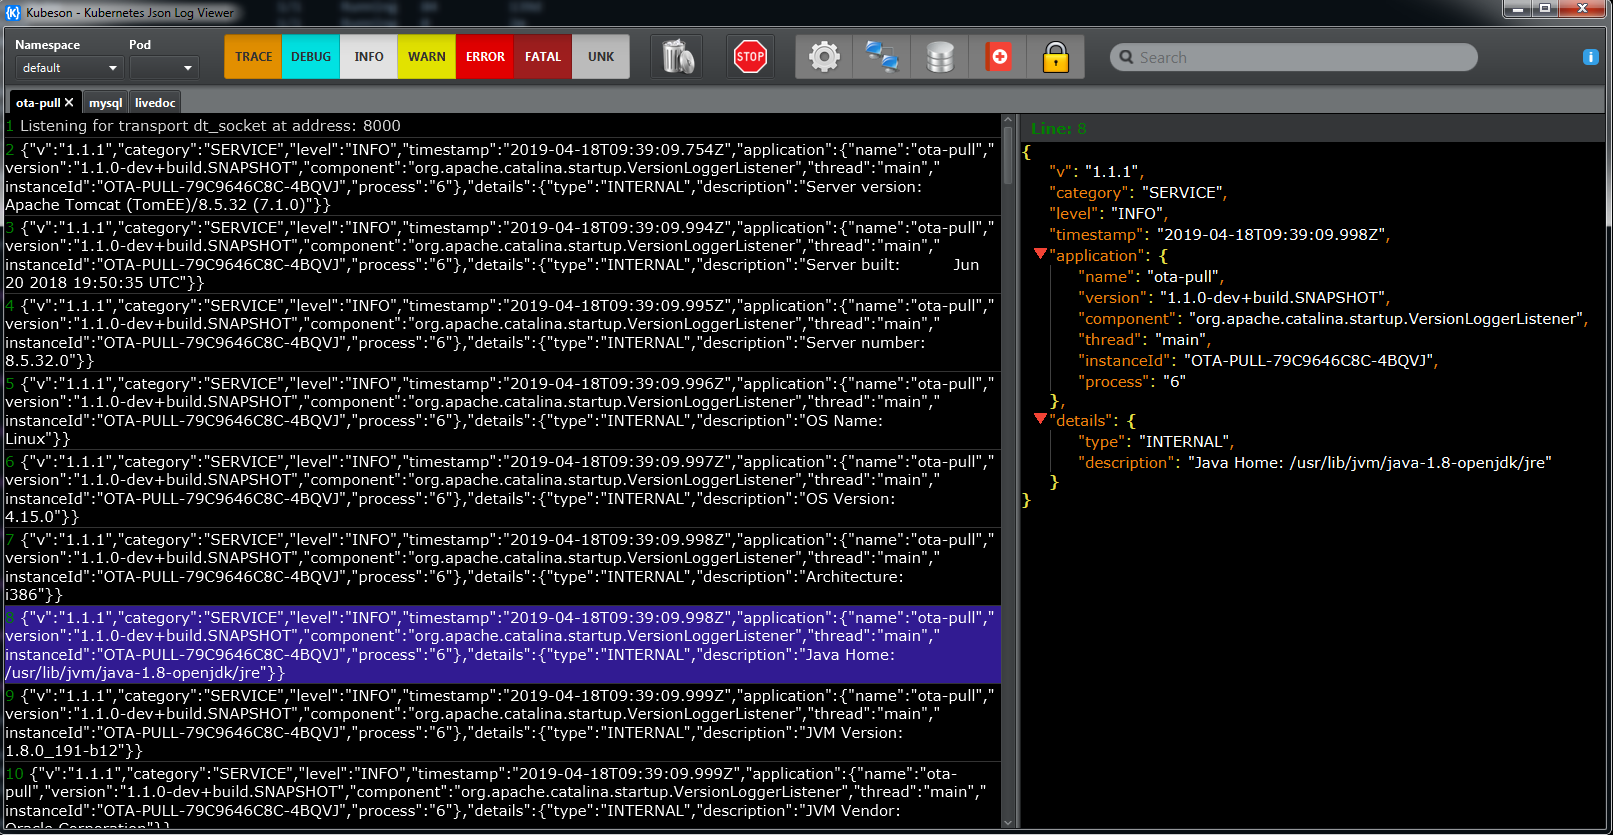 Kubeson - Kubernetes Json Log Viewer
Namespace
Pod
default
TRACE
DEBUG
INFO
WARN
ERROR
FATAL
UNK
STOP
Search
ota-pull
mysql
livedoc
1 Listening for transport dt_socket at address: 8000
2 {"v":"1.1.1","category":"SERVICE","level":"INFO","timestamp":"2019-04-18T09:39:09.754Z","application":{"name":"ota-pull","
version":"1.1.0-dev+build.SNAPSHOT","component":"org.apache.catalina.startup.VersionLoggerListener","thread":"main","
instanceId":"OTA-PULL-79C9646C8C-4BQVJ","process":"6"},"details":{"type":"INTERNAL","description":"Server version:
Apache Tomcat (TomEE)/8.5.32 (7.1.0)"}}
3 {"v":"1.1.1","category":"SERVICE","level":"INFO","timestamp":"2019-04-18T09:39:09.994Z","application":{"name":"ota-pull","
version":"1.1.0-dev+build.SNAPSHOT","component":"org.apache.catalina.startup.VersionLoggerListener","thread":"main","
instanceId":"OTA-PULL-79C9646C8C-4BQVJ","process":"6"},"details":{"type":"INTERNAL","description":"Server built: Jun
20 2018 19:50:35 UTC"}}
4 {"v":"1.1.1","category":"SERVICE","level":"INFO","timestamp":"2019-04-18T09:39:09.995Z","application":{"name":"ota-pull","
version":"1.1.0-dev+build.SNAPSHOT","component":"org.apache.catalina.startup.VersionLoggerListener","thread":"main","
instanceId":"OTA-PULL-79C9646C8C-4BQVJ","process":"6"},"details":{"type":"INTERNAL","description":"Server number:
8.5.32.0"}}
5 {"v":"1.1.1","category":"SERVICE","level":"INFO","timestamp":"2019-04-18T09:39:09.996Z","application":{"name":"ota-pull","
version":"1.1.0-dev+build.SNAPSHOT","component":"org.apache.catalina.startup.VersionLoggerListener","thread":"main","
instanceId":"OTA-PULL-79C9646C8C-4BQVJ","process":"6"},"details":{"type":"INTERNAL","description":"OS Name:
Linux"}}
6 {"v":"1.1.1","category":"SERVICE","level":"INFO","timestamp":"2019-04-18T09:39:09.997Z","application":{"name":"ota-pull","
version":"1.1.0-dev+build.SNAPSHOT","component":"org.apache.catalina.startup.VersionLoggerListener","thread":"main","
instanceId":"OTA-PULL-79C9646C8C-4BQVJ","process":"6"},"details":{"type":"INTERNAL","description":"OS Version:
4.15.0"}}
7 {"v":"1.1.1","category":"SERVICE","level":"INFO","timestamp":"2019-04-18T09:39:09.998Z","application":{"name":"ota-pull","
version":"1.1.0-dev+build.SNAPSHOT","component":"org.apache.catalina.startup.VersionLoggerListener","thread":"main","
instanceId":"OTA-PULL-79C9646C8C-4BQVJ","process":"6"},"details":{"type":"INTERNAL","description":"Architecture:
i386"}}
8 {"v":"1.1.1","category":"SERVICE","level":"INFO","timestamp":"2019-04-18T09:39:09.998Z","application":{"name":"ota-pull","
version":"1.1.0-dev+build.SNAPSHOT","component":"org.apache.catalina.startup.VersionLoggerListener","thread":"main","
instanceId":"OTA-PULL-79C9646C8C-4BQVJ","process":"6"},"details":{"type":"INTERNAL","description":"Java Home:
/usr/lib/jvm/java-1.8-openjdk/jre"}}
9 {"v":"1.1.1","category":"SERVICE","level":"INFO","timestamp":"2019-04-18T09:39:09.999Z","application":{"name":"ota-pull","
version":"1.1.0-dev+build.SNAPSHOT","component":"org.apache.catalina.startup.VersionLoggerListener","thread":"main","
instanceId":"OTA-PULL-79C9646C8C-4BQVJ","process":"6"},"details":{"type":"INTERNAL","description":"JVM Version:
1.8.0_191-b12"}}
10 {"v":"1.1.1","category":"SERVICE","level":"INFO","timestamp":"2019-04-18T09:39:09.999Z","application":{"name":"ota-
pull","version":"1.1.0-dev+build.SNAPSHOT","component":"org.apache.catalina.startup.VersionLoggerListener","thread":"main","
instanceId":"OTA-PULL-79C9646C8C-4BQVJ","process":"6"},"details":{"type":"INTERNAL","description":"JVM Vendor:
Oracle Corporation"}}
Line: 8
{
"v": "1.1.1",
"category": "SERVICE",
"level": "INFO",
"timestamp": "2019-04-18T09:39:09.998Z",
"application": {
"name": "ota-pull",
"version": "1.1.0-dev+build.SNAPSHOT",
"component": "org.apache.catalina.startup.VersionLoggerListener",
"thread": "main",
"instanceId": "OTA-PULL-79C9646C8C-4BQVJ",
"process": "6"
},
"details": {
"type": "INTERNAL",
"description": "Java Home: /usr/lib/jvm/java-1.8-openjdk/jre"
}
}